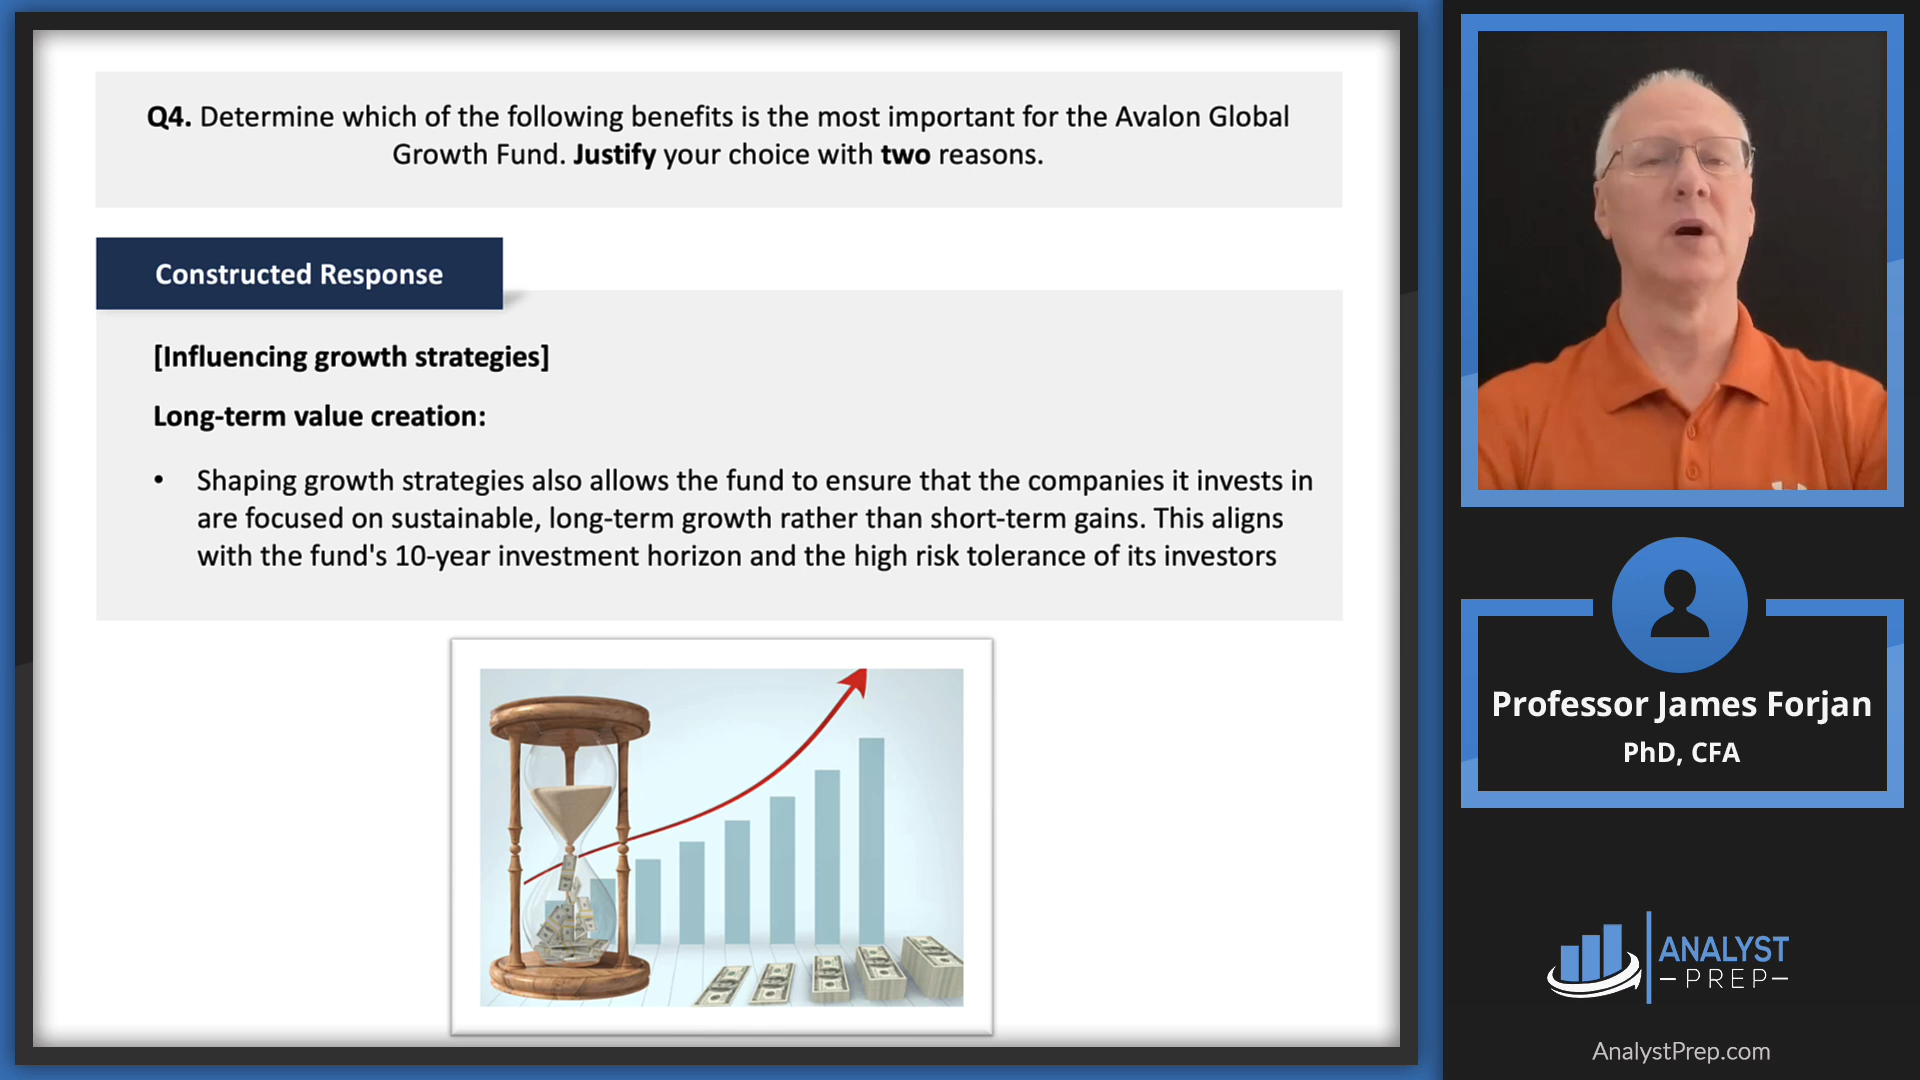 Q4. Determine which of the following benefits is the most important for the Avalon Global
Growth Fund. Justify your choice with two reasons.
Constructed Response
[Influencing growth strategies]
Long-term value creation:
• Shaping growth strategies also allows the fund to ensure that the companies it invests in
are focused on sustainable, long-term growth rather than short-term gains. This aligns
with the fund's 10-year investment horizon and the high risk tolerance of its investors
Professor James Forjan
PhD, CFA
ANALYST
PREP
AnalystPrep.com